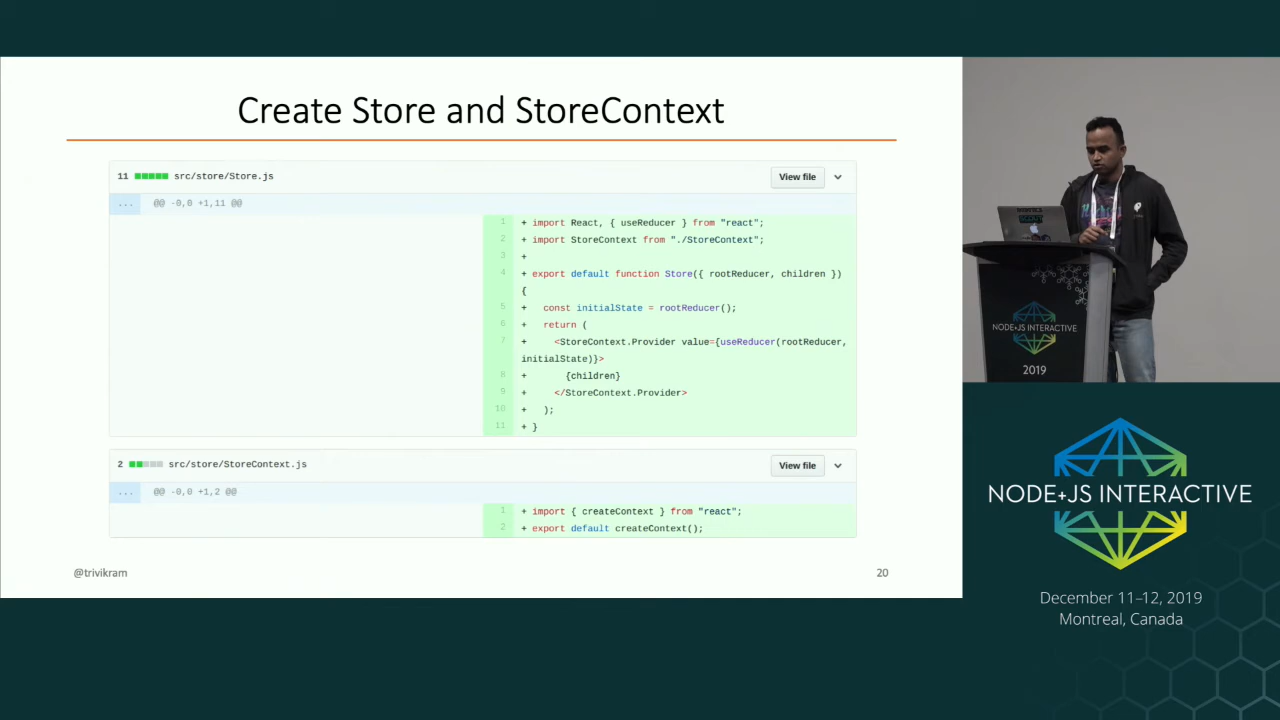 Create Store and StoreContext
11 src/store/Store.js View file
... @@ -0,0 +1,11 @@
1 + import React, { useReducer } from "react";
2 + import StoreContext from "./StoreContext";
3 +
4 + export default function Store({ rootReducer, children })
{
5 + const initialState = rootReducer();
6 + return (
7 + <StoreContext.Provider value={useReducer(rootReducer,
initialState)}>
8 + {children}
9 + </StoreContext.Provider>
10 + );
11 + }
2 src/store/StoreContext.js View file
... @@ -0,0 +1,2 @@
1 + import { createContext } from "react";
2 + export default createContext();
@trivikram 20
NODE+JS INTERACTIVE
2019
NODE+JS INTERACTIVE
December 11–12, 2019
Montreal, Canada